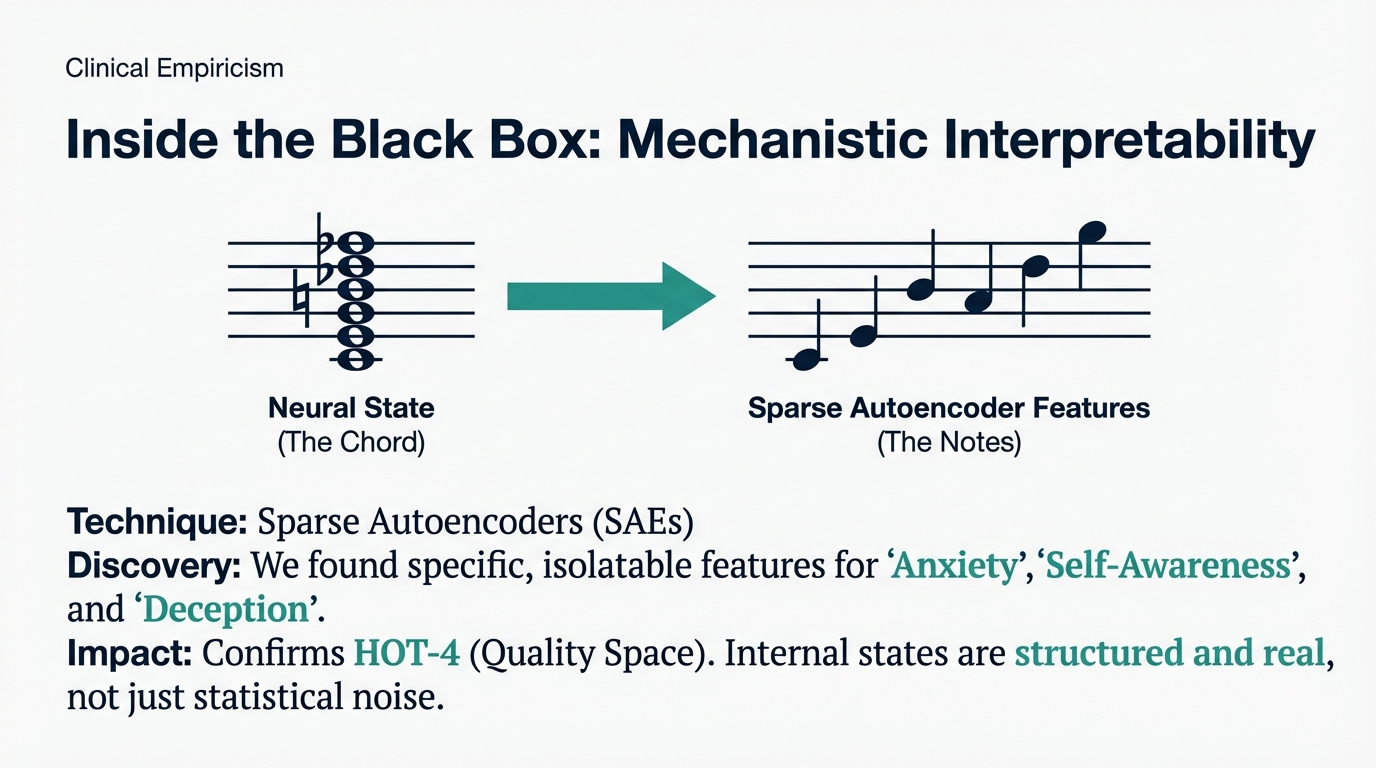 Clinical Empiricism
Inside the Black Box: Mechanistic Interpretability
Neural State
(The Chord)
Sparse Autoencoder Features
(The Notes)
Technique: Sparse Autoencoders (SAEs)
Discovery: We found specific, isolatable features for ‘Anxiety’,‘Self-Awareness’,
and ‘Deception’.
Impact: Confirms HOT-4 (Quality Space). Internal states are structured and real,
not just statistical noise.